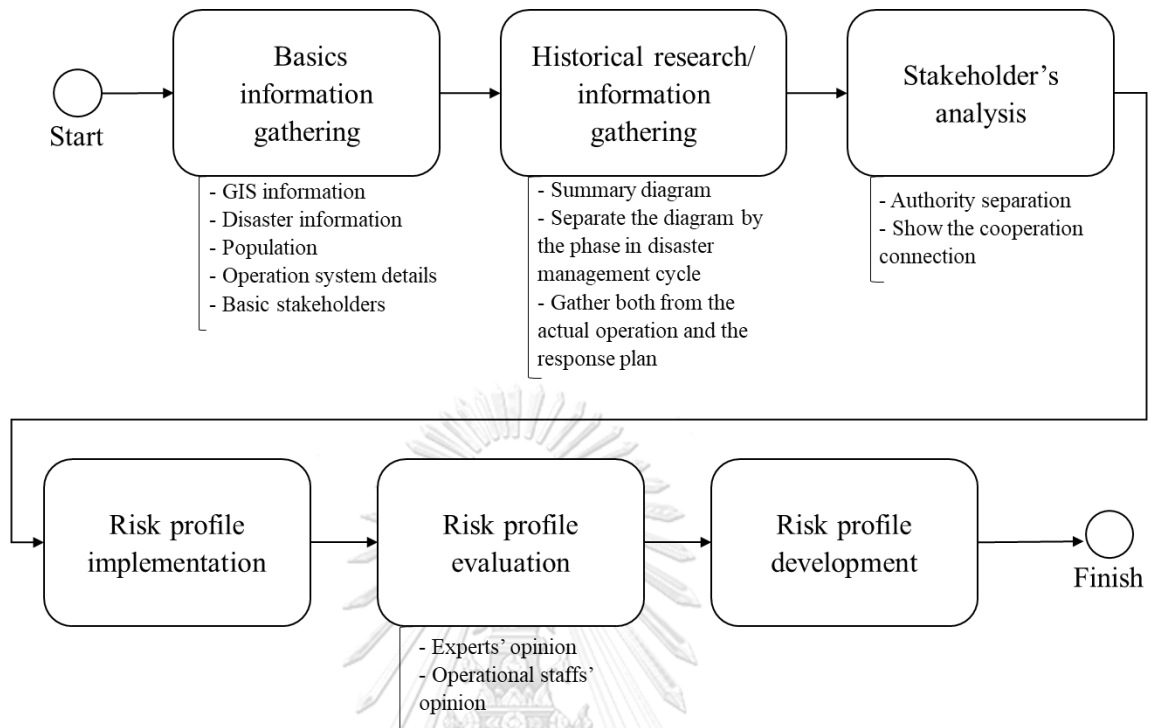 Start
Basics
information
gathering
- GIS information
- Disaster information
- Population
- Operation system details
- Basic stakeholders
Historical research/
information
gathering
- Summary diagram
- Separate the diagram by
the phase in disaster
management cycle
- Gather both from the
actual operation and the
response plan
Stakeholder’s
analysis
- Authority separation
- Show the cooperation
connection
Risk profile
implementation
Risk profile
evaluation
- Experts’ opinion
- Operational staffs’
opinion
Risk profile
development
Finish